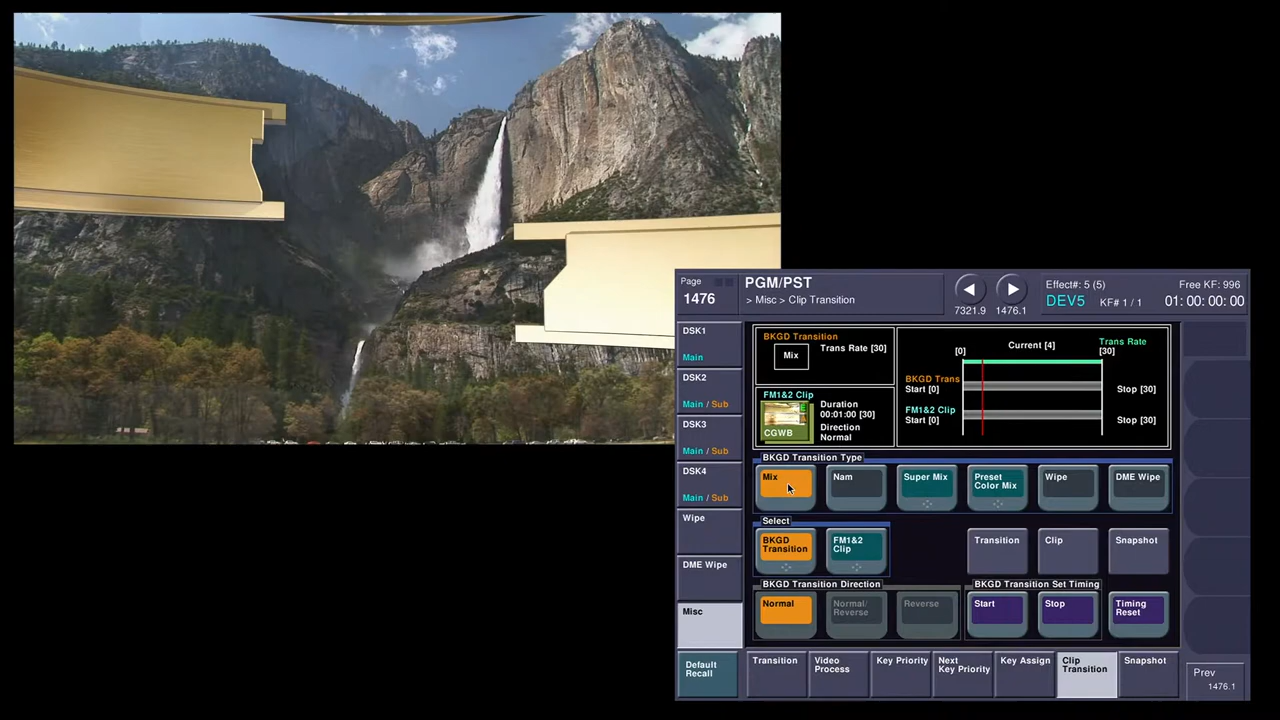 Page
1476
PGM/PST
> Misc > Clip Transition
7321.9
1476.1
Effect#: 5 (5)
DEV5
KF# 1 / 1
Free KF: 996
01: 00: 00: 00
DSK1
Main
DSK2
Main / Sub
DSK3
Main / Sub
DSK4
Main / Sub
Wipe
DME Wipe
Misc
Default
Recall
BKGD Transition
Mix
Trans Rate [30]
FM1&2 Clip
CGWB
Duration
00:01:00 [30]
Direction
Normal
[0]
Current [4]
Trans Rate
[30]
BKGD Trans
Start [0]
Stop [30]
FM1&2 Clip
Start [0]
Stop [30]
BKGD Transition Type
Mix
Nam
Super Mix
Preset
Color Mix
Wipe
DME Wipe
Select
BKGD
Transition
FM1&2
Clip
Transition
Clip
Snapshot
BKGD Transition Direction
Normal
Normal/
Reverse
Reverse
BKGD Transition Set Timing
Start
Stop
Timing
Reset
Transition
Video
Process
Key Priority
Next
Key Priority
Key Assign
Clip
Transition
Snapshot
Prev
1476.1